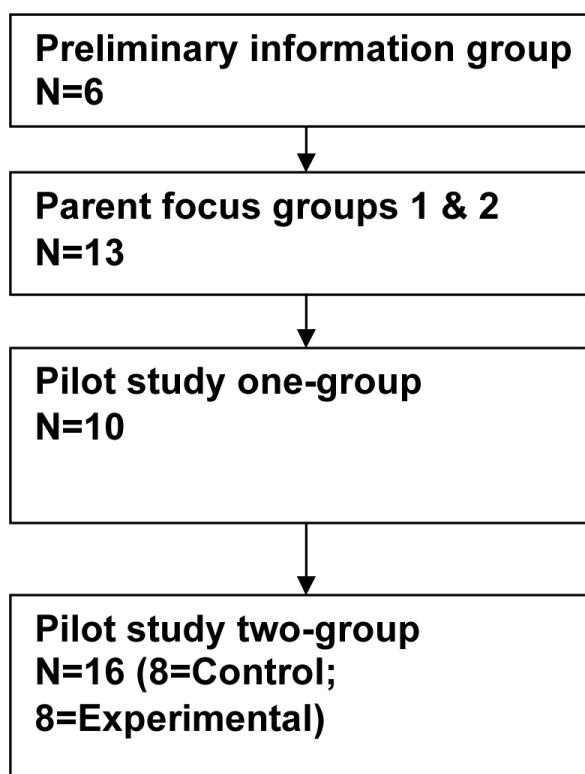 Preliminary information group
N=6
Parent focus groups 1 & 2
N=13
Pilot study one-group
N=10
Pilot study two-group
N=16 (8=Control;
8=Experimental)